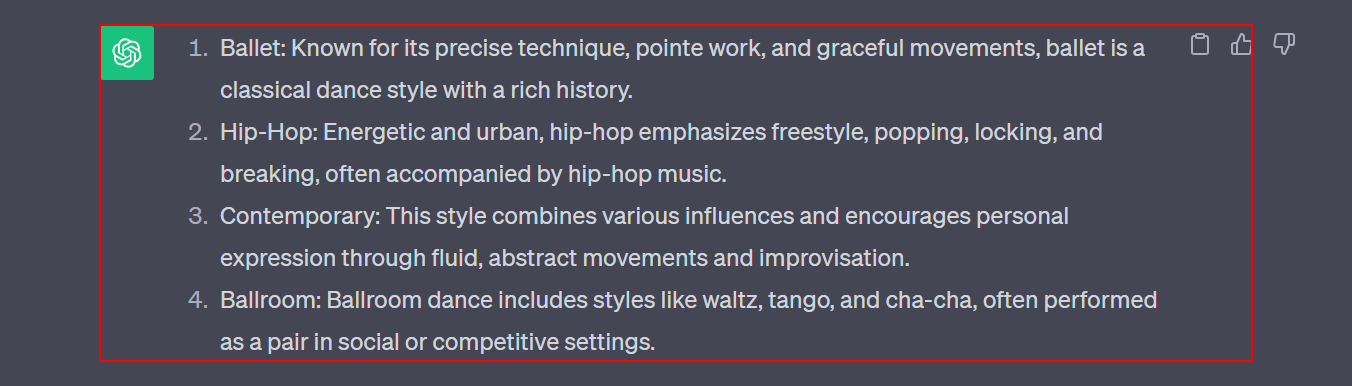 1. Ballet: Known for its precise technique, pointe work, and graceful movements, ballet is a
classical dance style with a rich history.
2. Hip-Hop: Energetic and urban, hip-hop emphasizes freestyle, popping, locking, and
breaking, often accompanied by hip-hop music.
3. Contemporary: This style combines various influences and encourages personal
expression through fluid, abstract movements and improvisation.
4. Ballroom: Ballroom dance includes styles like waltz, tango, and cha-cha, often performed
as a pair in social or competitive settings.